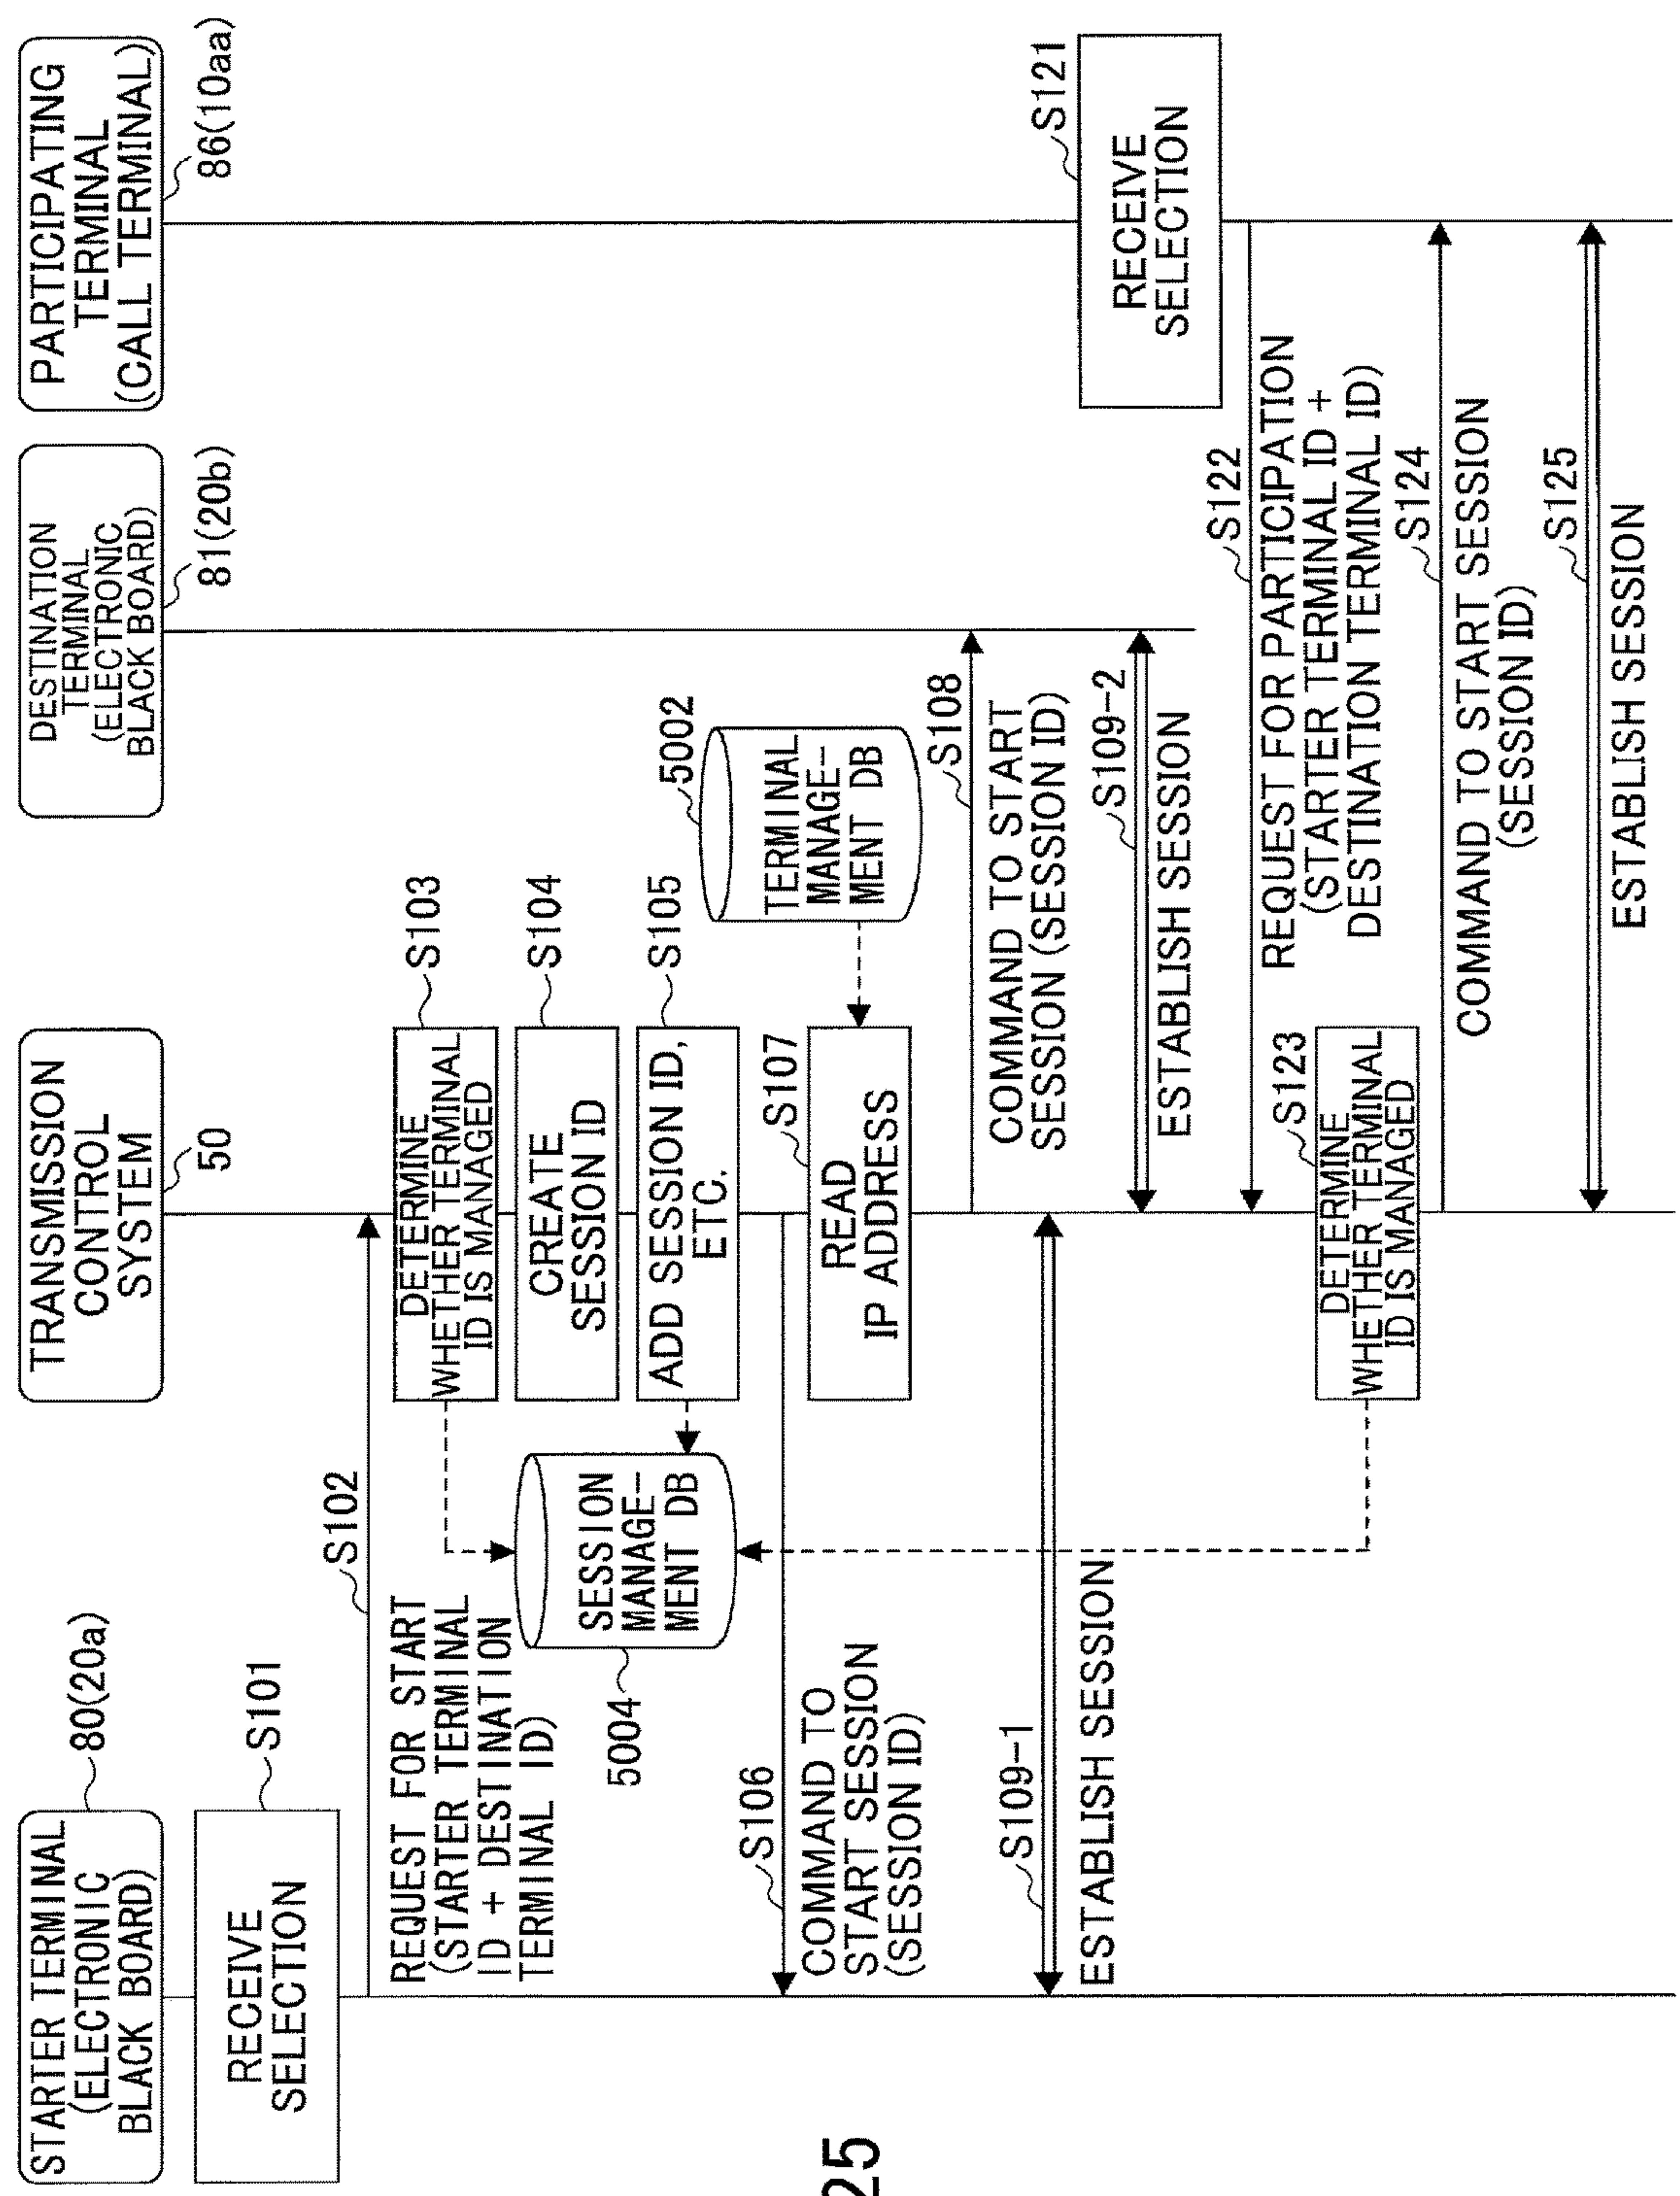 STARTER TERMINAL
(ELECTRONIC
BLACK BOARD)
80(20a)
TRANSMISSION
CONTROL
SYSTEM
50
DESTINATION
TERMINAL
(ELECTRONIC
BLACK BOARD)
81(20b)
PARTICIPATING
TERMINAL
(CALL TERMINAL)
86(10aa)
RECEIVE
SELECTION
S101
S102
REQUEST FOR START
(STARTER TERMINAL
ID + DESTINATION
TERMINAL ID)
DETERMINE
WHETHER TERMINAL
ID IS MANAGED
S103
CREATE
SESSION ID
S104
ADD SESSION ID,
ETC.
S105
SESSION
MANAGE-
MENT DB
5004
S106
COMMAND TO
START SESSION
(SESSION ID)
S107
READ
IP ADDRESS
5002
TERMINAL
MANAGE-
MENT DB
S108
COMMAND TO START
SESSION (SESSION ID)
S109-1
ESTABLISH SESSION
S109-2
ESTABLISH SESSION
S121
RECEIVE
SELECTION
S122
REQUEST FOR PARTICIPATION
(STARTER TERMINAL ID +
DESTINATION TERMINAL ID)
S123
DETERMINE
WHETHER TERMINAL
ID IS MANAGED
S124
COMMAND TO START SESSION
(SESSION ID)
S125
ESTABLISH SESSION
25